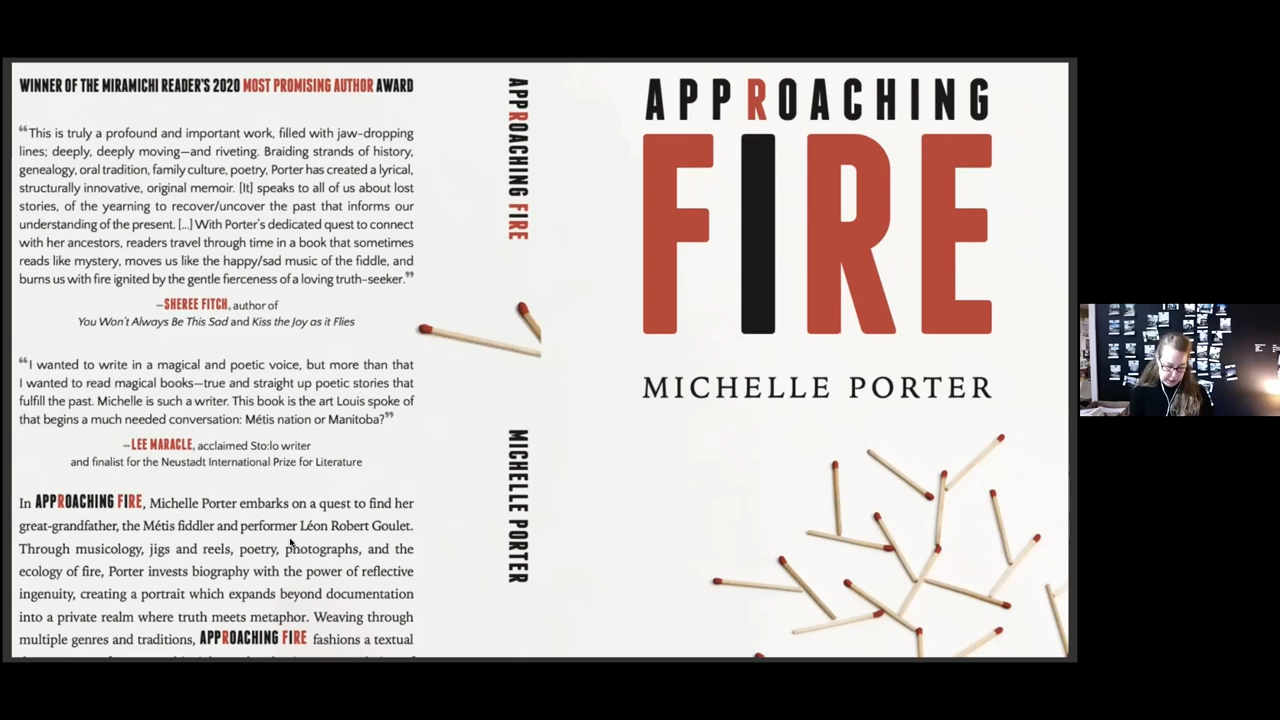 WINNER OF THE MIRAMICHI READER'S 2020 MOST PROMISING AUTHOR AWARD
“This is truly a profound and important work, filled with jaw-dropping
lines; deeply, deeply moving—and riveting. Braiding strands of history,
genealogy, oral tradition, family culture, poetry, Porter has created a lyrical,
structurally innovative, original memoir. [It] speaks to all of us about lost
stories, of the yearning to recover/uncover the past that informs our
understanding of the present. [...] With Porter's dedicated quest to connect
with her ancestors, readers travel through time in a book that sometimes
reads like mystery, moves us like the happy/sad music of the fiddle, and
burns us with fire ignited by the gentle fierceness of a loving truth-seeker.”
—SHEREE FITCH, author of
You Won't Always Be This Sad and Kiss the Joy as it Flies
“I wanted to write in a magical and poetic voice, but more than that
I wanted to read magical books—true and straight up poetic stories that
fulfill the past. Michelle is such a writer. This book is the art Louis spoke of
that begins a much needed conversation: Métis nation or Manitoba?”
—LEE MARACLE, acclaimed Sto:lo writer
and finalist for the Neustadt International Prize for Literature
In APPROACHING FIRE, Michelle Porter embarks on a quest to find her
great-grandfather, the Métis fiddler and performer Léon Robert Goulet.
Through musicology, jigs and reels, poetry, photographs, and the
ecology of fire, Porter invests biography with the power of reflective
ingenuity, creating a portrait which expands beyond documentation
into a private realm where truth meets metaphor. Weaving through
multiple genres and traditions, APPROACHING FIRE fashions a textual
APPROACHING FIRE
MICHELLE PORTER
APPROACHING
FIRE
MICHELLE PORTER